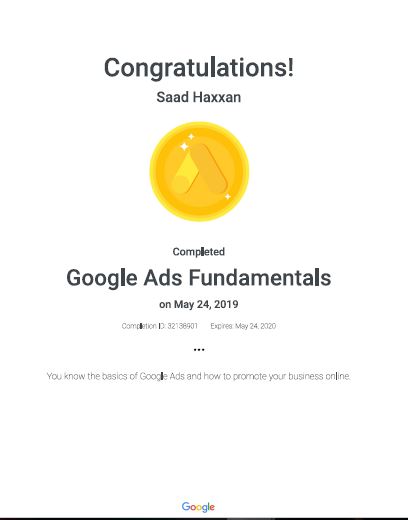 Congratulations!
Saad Haxxan
Completed
Google Ads Fundamentals
on May 24, 2019
Completion ID: 32138901 Expires: May 24, 2020
...
You know the basics of Google Ads and how to promote your business online.
Google